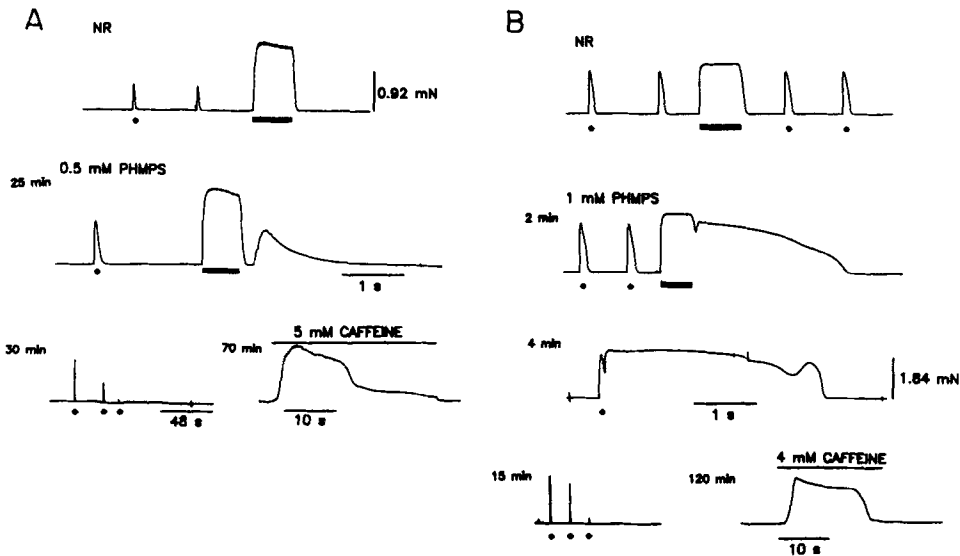 A
NR
0.92 mN
0.5 mM PHMPS
25 min
1 s
30 min
48 s
70 min
5 mM CAFFEINE
10 s
B
NR
1 mM PHMPS
2 min
4 min
1.84 mN
1 s
15 min
120 min
4 mM CAFFEINE
10 s